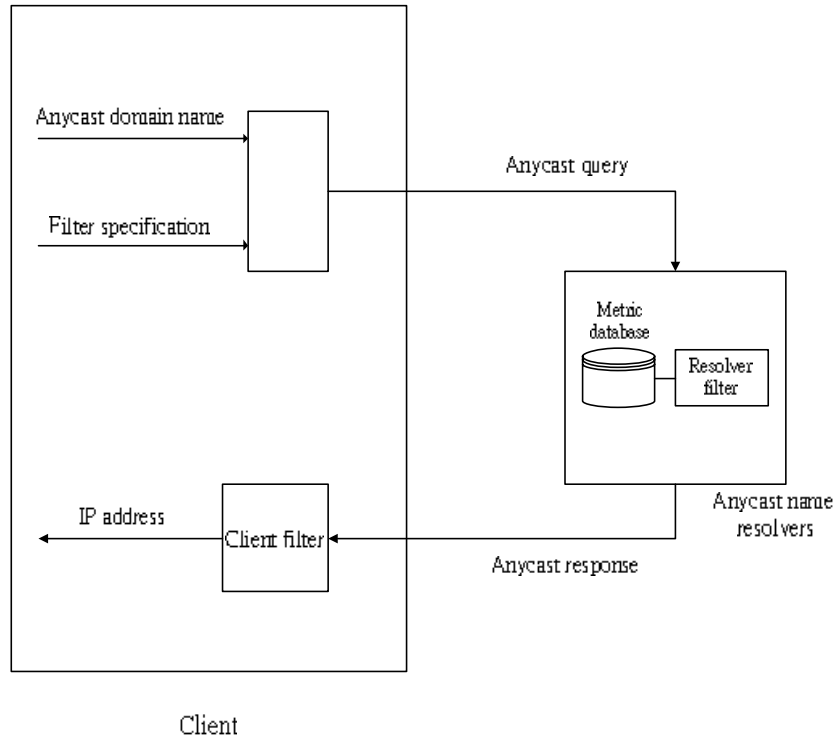 Anycast domain name
Anycast query
Filter specification
Metric
database
Resolver
filter
IP address
Client filter
Anycast name
resolvers
Anycast response
Client